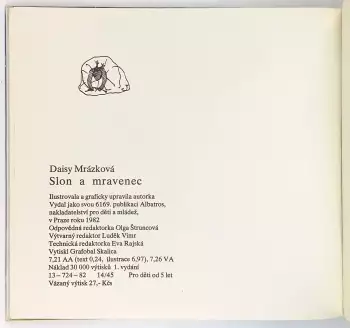 Daisy Mrázková
Slon a mravenec
Ilustrovala a graficky upravila autorka
Vydal jako svou 6169. publikaci Albatros,
nakladatelství pro děti a mládež,
v Praze roku 1982
Odpovědná redaktorka Olga Štruncová
Výtvarný redaktor Luděk Vimr
Technická redaktorka Eva Rajská
Vytiskl Grafobal Skalica
7,21 AA (text 0,24, ilustrace 6,97), 7,26 VA
Náklad 30 000 výtisků 1. vydání
13–724–82 14/45 Pro děti od 5 let
Vázaný výtisk 27,- Kčs